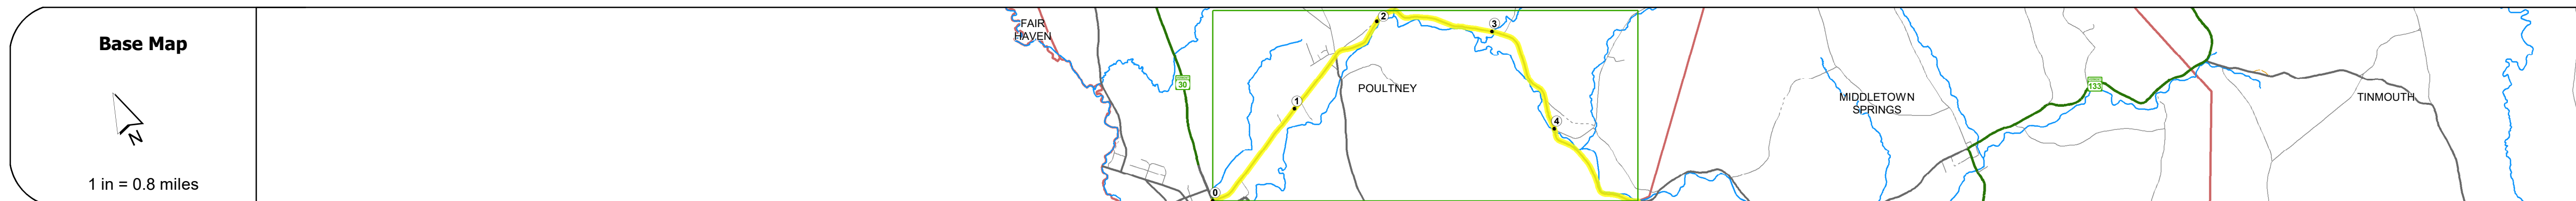 Base Map
N
1 in = 0.8 miles
FAIR
HAVEN
30
0
1
2
3
4
POULTNEY
MIDDLETOWN
SPRINGS
133
TINMOUTH